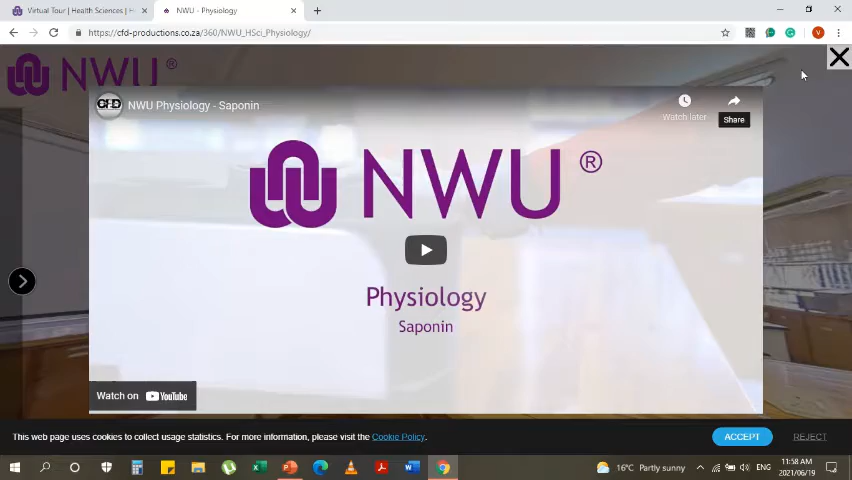 Virtual Tour | Health Sciences | H
NWU - Physiology
https://cfd-productions.co.za/360/NWU_HSci_Physiology/
V
NWU®
CFD
NWU Physiology - Saponin
Watch later
Share
NWU®
Physiology
Saponin
Watch on YouTube
This web page uses cookies to collect usage statistics. For more information, please visit the Cookie Policy.
ACCEPT
REJECT
16°C Partly sunny
ENG
11:58 AM
2021/06/19